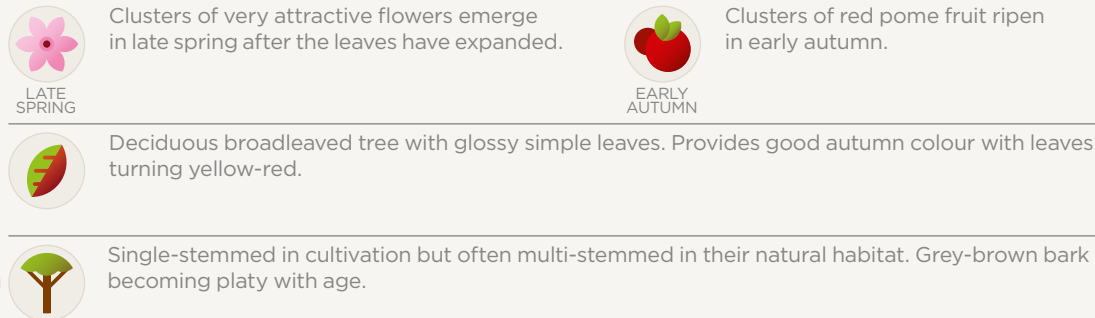 Clusters of very attractive flowers emerge
in late spring after the leaves have expanded.
LATE
SPRING
Clusters of red pome fruit ripen
in early autumn.
EARLY
AUTUMN
Deciduous broadleaved tree with glossy simple leaves. Provides good autumn colour with leaves
turning yellow-red.
Single-stemmed in cultivation but often multi-stemmed in their natural habitat. Grey-brown bark
becoming platy with age.